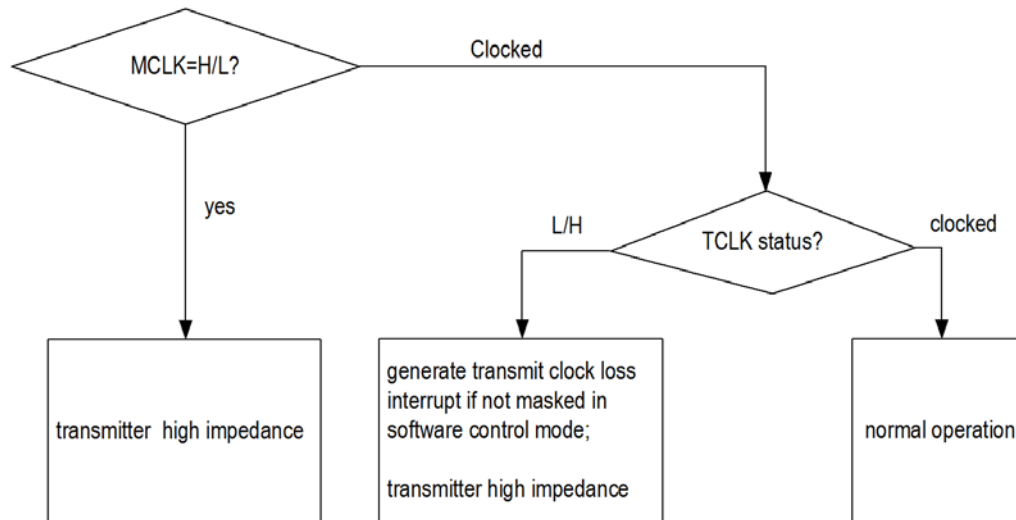 MCLK=H/L?
Clocked
yes
TCLK status?
L/H
clocked
transmitter high impedance
generate transmit clock loss
interrupt if not masked in
software control mode;
transmitter high impedance
normal operation